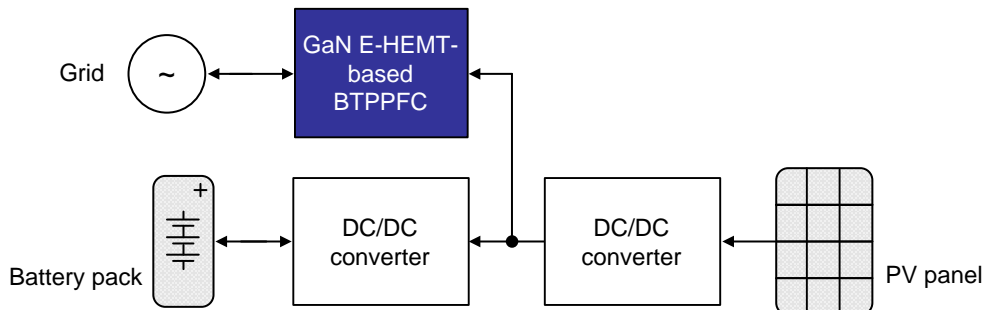 GaN E-HEMT-
based
BTPPFC
Grid
~
+
DC/DC
converter
DC/DC
converter
Battery pack
PV panel